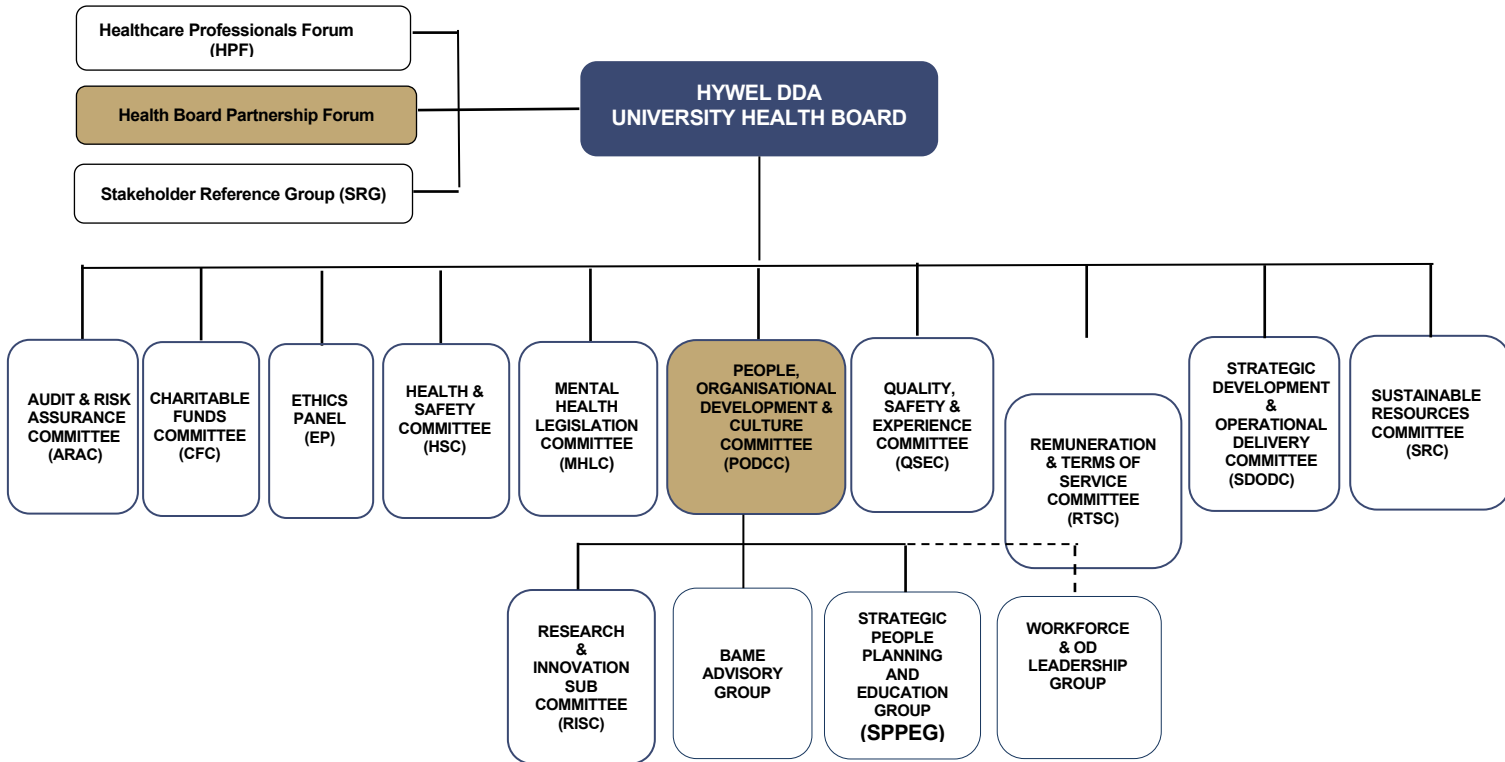 Healthcare Professionals Forum
(HPF)
Health Board Partnership Forum
Stakeholder Reference Group (SRG)
HYWEL DDA
UNIVERSITY HEALTH BOARD
AUDIT & RISK
ASSURANCE
COMMITTEE
(ARAC)
CHARITABLE
FUNDS
COMMITTEE
(CFC)
ETHICS
PANEL
(EP)
HEALTH &
SAFETY
COMMITTEE
(HSC)
MENTAL
HEALTH
LEGISLATION
COMMITTEE
(MHLC)
PEOPLE,
ORGANISATIONAL
DEVELOPMENT &
CULTURE
COMMITTEE
(PODCC)
QUALITY,
SAFETY &
EXPERIENCE
COMMITTEE
(QSEC)
REMUNERATION
& TERMS OF
SERVICE
COMMITTEE
(RTSC)
STRATEGIC
DEVELOPMENT
&
OPERATIONAL
DELIVERY
COMMITTEE
(SDODC)
SUSTAINABLE
RESOURCES
COMMITTEE
(SRC)
RESEARCH
&
INNOVATION
SUB
COMMITTEE
(RISC)
BAME
ADVISORY
GROUP
STRATEGIC
PEOPLE
PLANNING
AND
EDUCATION
GROUP
(SPPEG)
WORKFORCE
& OD
LEADERSHIP
GROUP